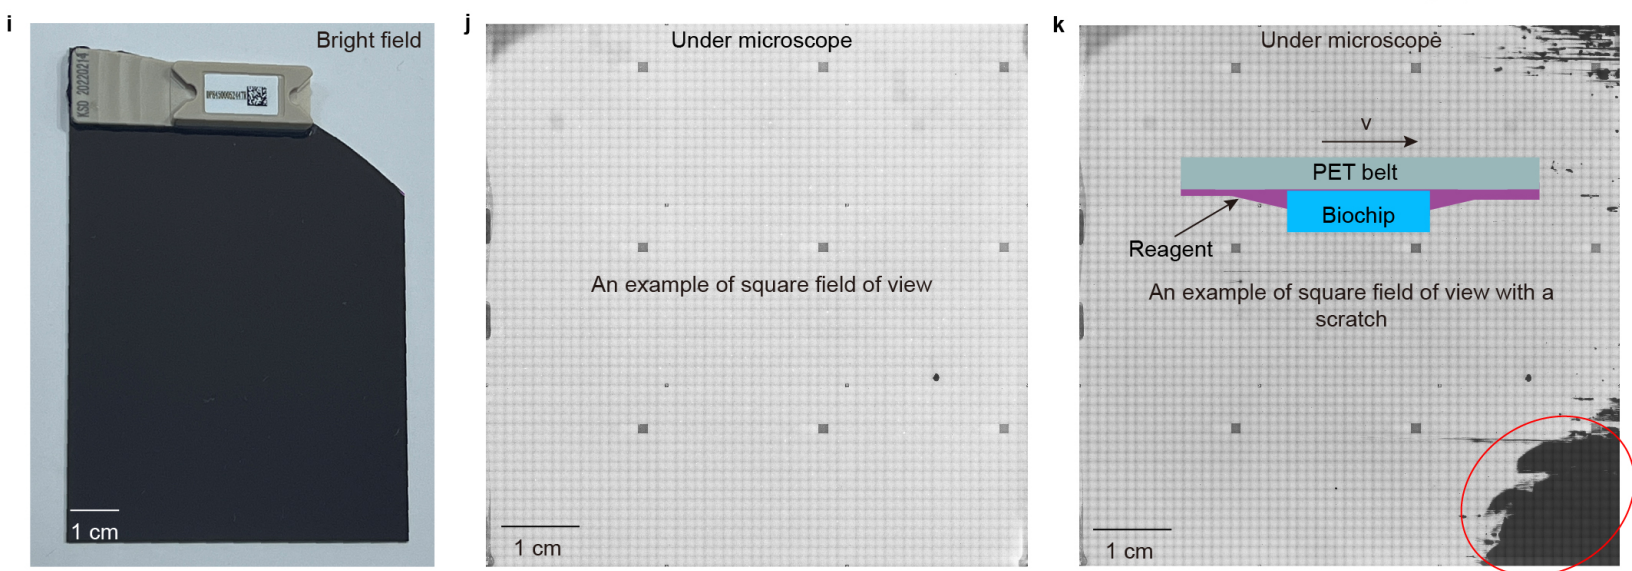 i
Bright field
KSD 20220214
1 cm
j
Under microscope
An example of square field of view
1 cm
k
Under microscope
v
PET belt
Biochip
Reagent
An example of square field of view with a
scratch
1 cm